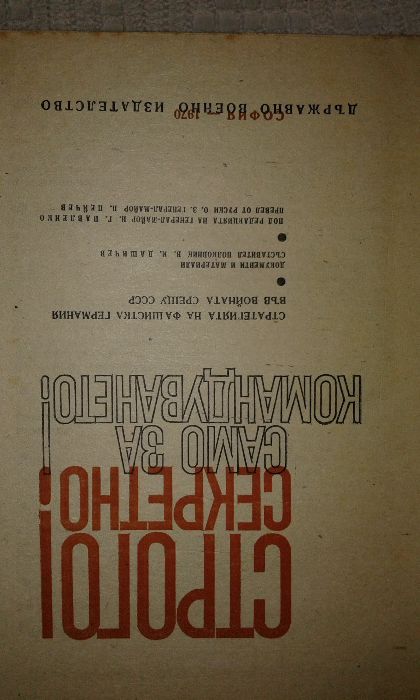 СТРОГО!
СЕКРЕТНО!
САМО ЗА
КОМАНДУВАНЕТО!
СТРАТЕГИЯТА НА ФАШИСТКА ГЕРМАНИЯ
ВЪВ ВОЙНАТА СРЕЩУ СССР
ДОКУМЕНТИ И МАТЕРИАЛИ
СЪСТАВИТЕЛ ПОЛКОВНИК В. И. ДАШИЧЕВ
ПОД РЕДАКЦИЯТА НА ГЕНЕРАЛ-МАЙОР Н. Г. ПАВЛЕНКО
ПРЕВЕЛ ОТ РУСКИ О. З. ГЕНЕРАЛ-МАЙОР П. ПЕЙЧЕВ
ДЪРЖАВНО ВОЕННО ИЗДАТЕЛСТВО
СОФИЯ — 1970